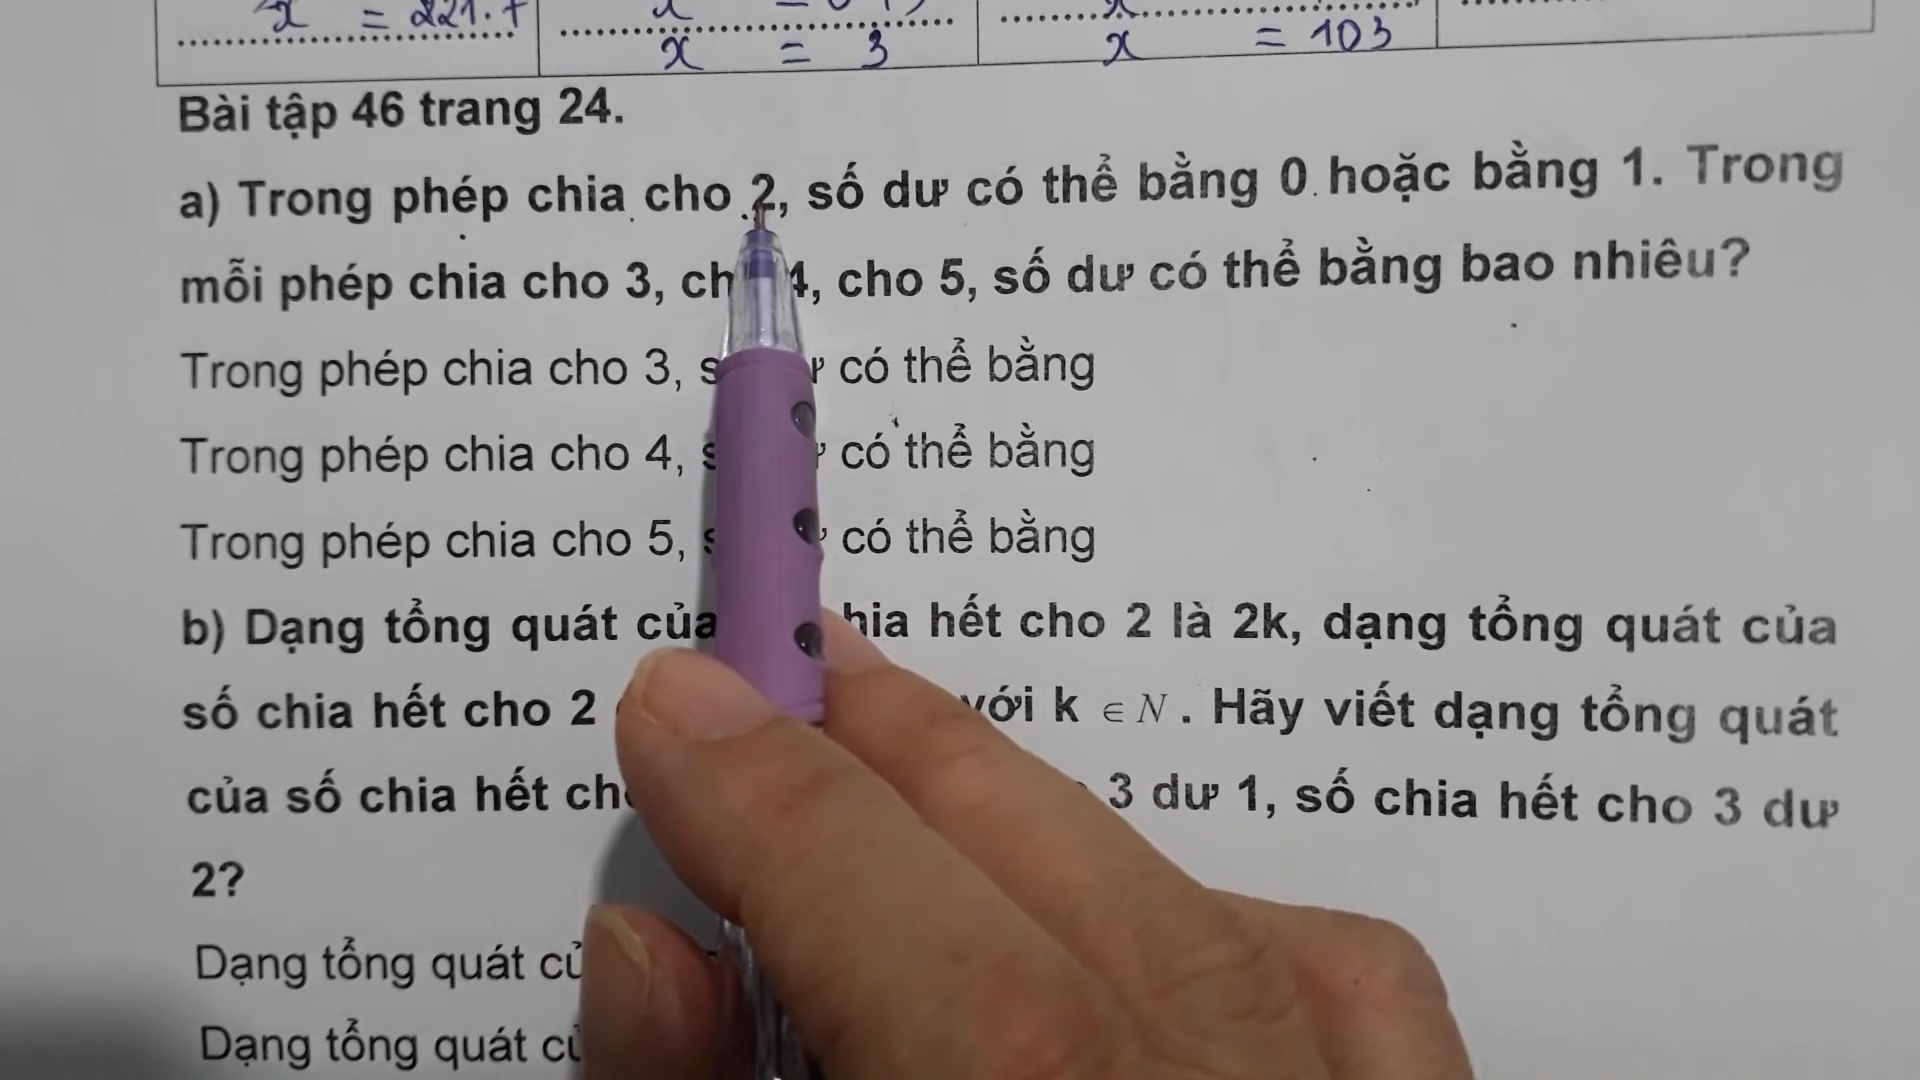 x = 221.7
x = 3
x = 103
Bài tập 46 trang 24.
a) Trong phép chia cho 2, số dư có thể bằng 0 hoặc bằng 1. Trong
mỗi phép chia cho 3, ch 4, cho 5, số dư có thể bằng bao nhiêu?
Trong phép chia cho 3, có thể bằng
Trong phép chia cho 4, có thể bằng
Trong phép chia cho 5, có thể bằng
b) Dạng tổng quát của hia hết cho 2 là 2k, dạng tổng quát của
số chia hết cho 2 với k ∈ N. Hãy viết dạng tổng quát
của số chia hết ch 3 dư 1, số chia hết cho 3 dư
2?
Dạng tổng quát củ
Dạng tổng quát củ